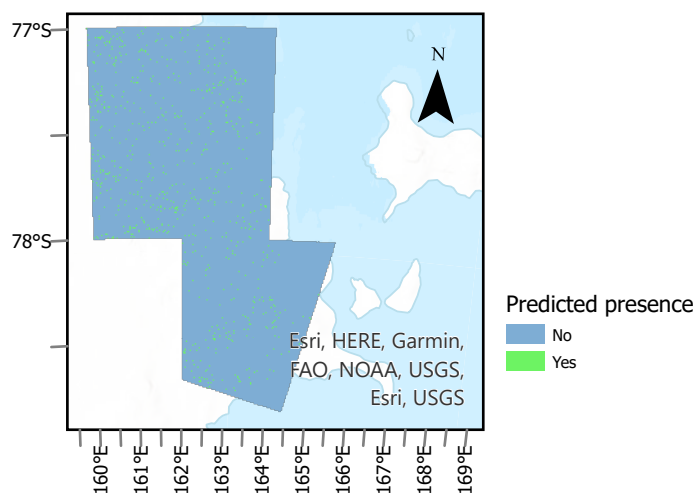 77°S
N
78°S
Predicted presence
No
Yes
Esri, HERE, Garmin,
FAO, NOAA, USGS,
Esri, USGS
160°E
161°E
162°E
163°E
164°E
165°E
166°E
167°E
168°E
169°E